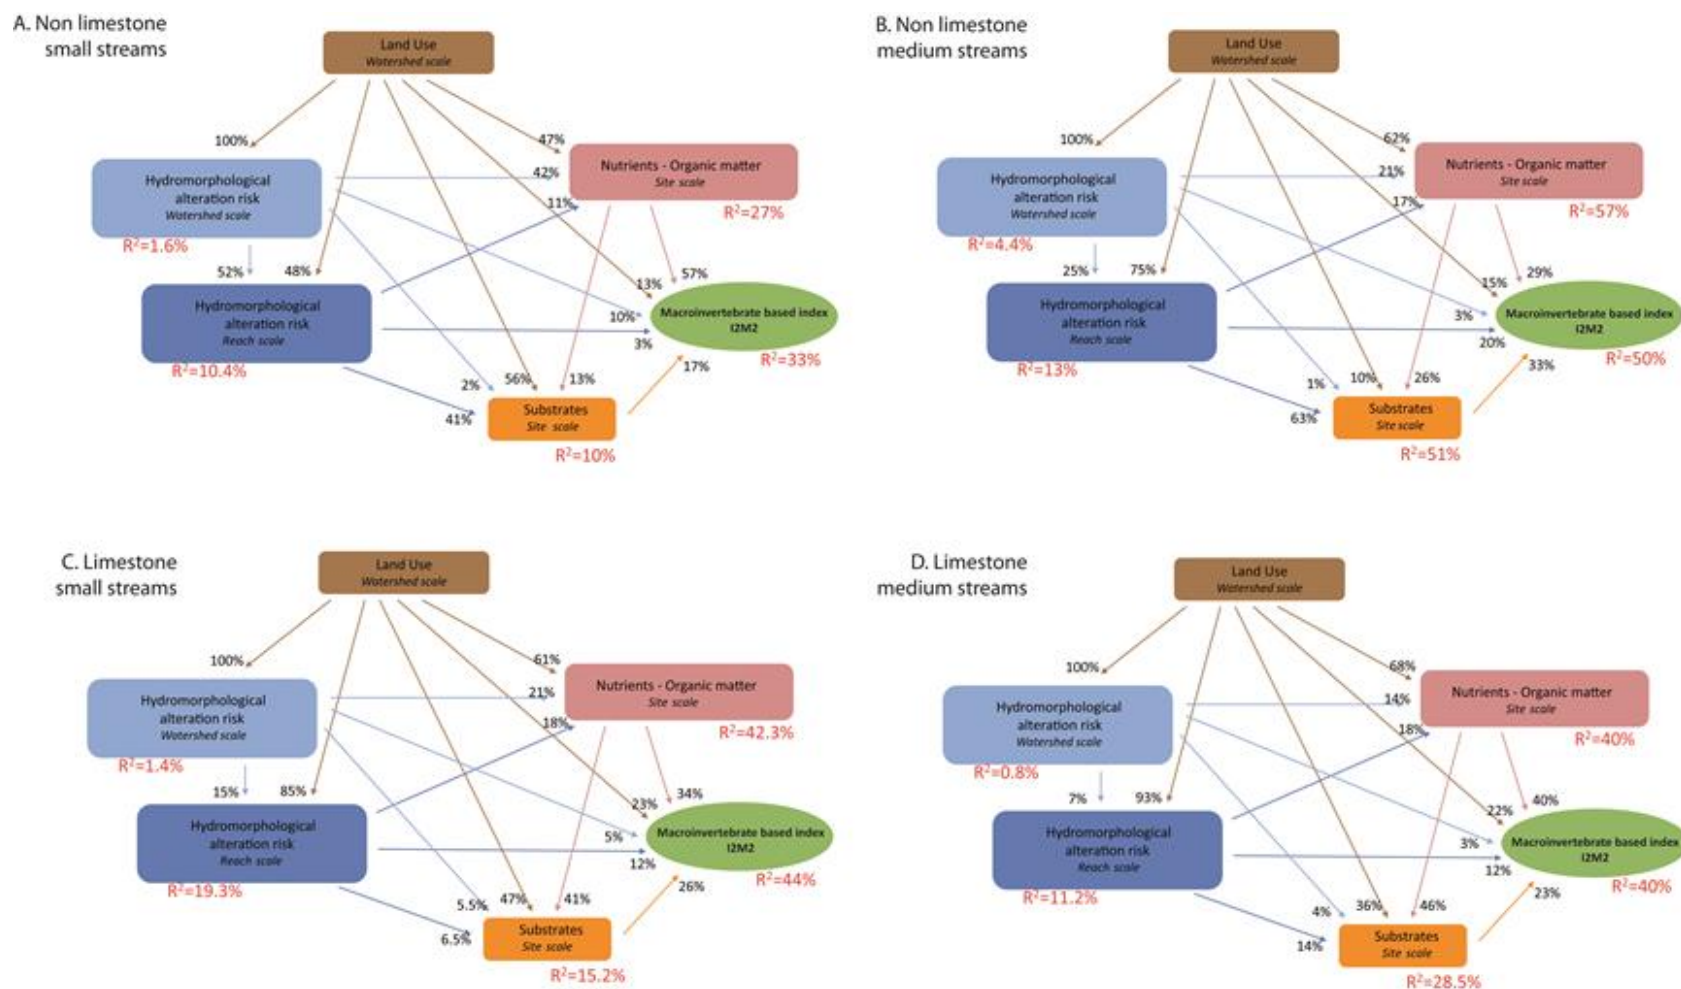 A. Non limestone
small streams
Land Use
Watershed scale
100%
47%
Hydromorphological
alteration risk
Watershed scale
R²=1.6%
42%
11%
Nutrients - Organic matter
Site scale
R²=27%
52%
48%
Hydromorphological
alteration risk
Reach scale
R²=10.4%
13%
57%
10%
3%
Macroinvertebrate based index
I2M2
R²=33%
2%
56%
13%
17%
41%
Substrates
Site scale
R²=10%
B. Non limestone
medium streams
Land Use
Watershed scale
100%
62%
Hydromorphological
alteration risk
Watershed scale
R²=4.4%
21%
17%
Nutrients - Organic matter
Site scale
R²=57%
25%
75%
Hydromorphological
alteration risk
Reach scale
R²=13%
15%
29%
3%
20%
Macroinvertebrate based index
I2M2
R²=50%
1%
10%
26%
33%
63%
Substrates
Site scale
R²=51%
C. Limestone
small streams
Land Use
Watershed scale
100%
61%
Hydromorphological
alteration risk
Watershed scale
R²=1.4%
21%
18%
Nutrients - Organic matter
Site scale
R²=42.3%
15%
85%
Hydromorphological
alteration risk
Reach scale
R²=19.3%
23%
34%
5%
12%
Macroinvertebrate based index
I2M2
R²=44%
5.5%
47%
41%
26%
6.5%
Substrates
Site scale
R²=15.2%
D. Limestone
medium streams
Land Use
Watershed scale
100%
68%
Hydromorphological
alteration risk
Watershed scale
R²=0.8%
14%
18%
Nutrients - Organic matter
Site scale
R²=40%
7%
93%
Hydromorphological
alteration risk
Reach scale
R²=11.2%
22%
40%
3%
12%
Macroinvertebrate based index
I2M2
R²=40%
4%
36%
46%
23%
14%
Substrates
Site scale
R²=28.5%